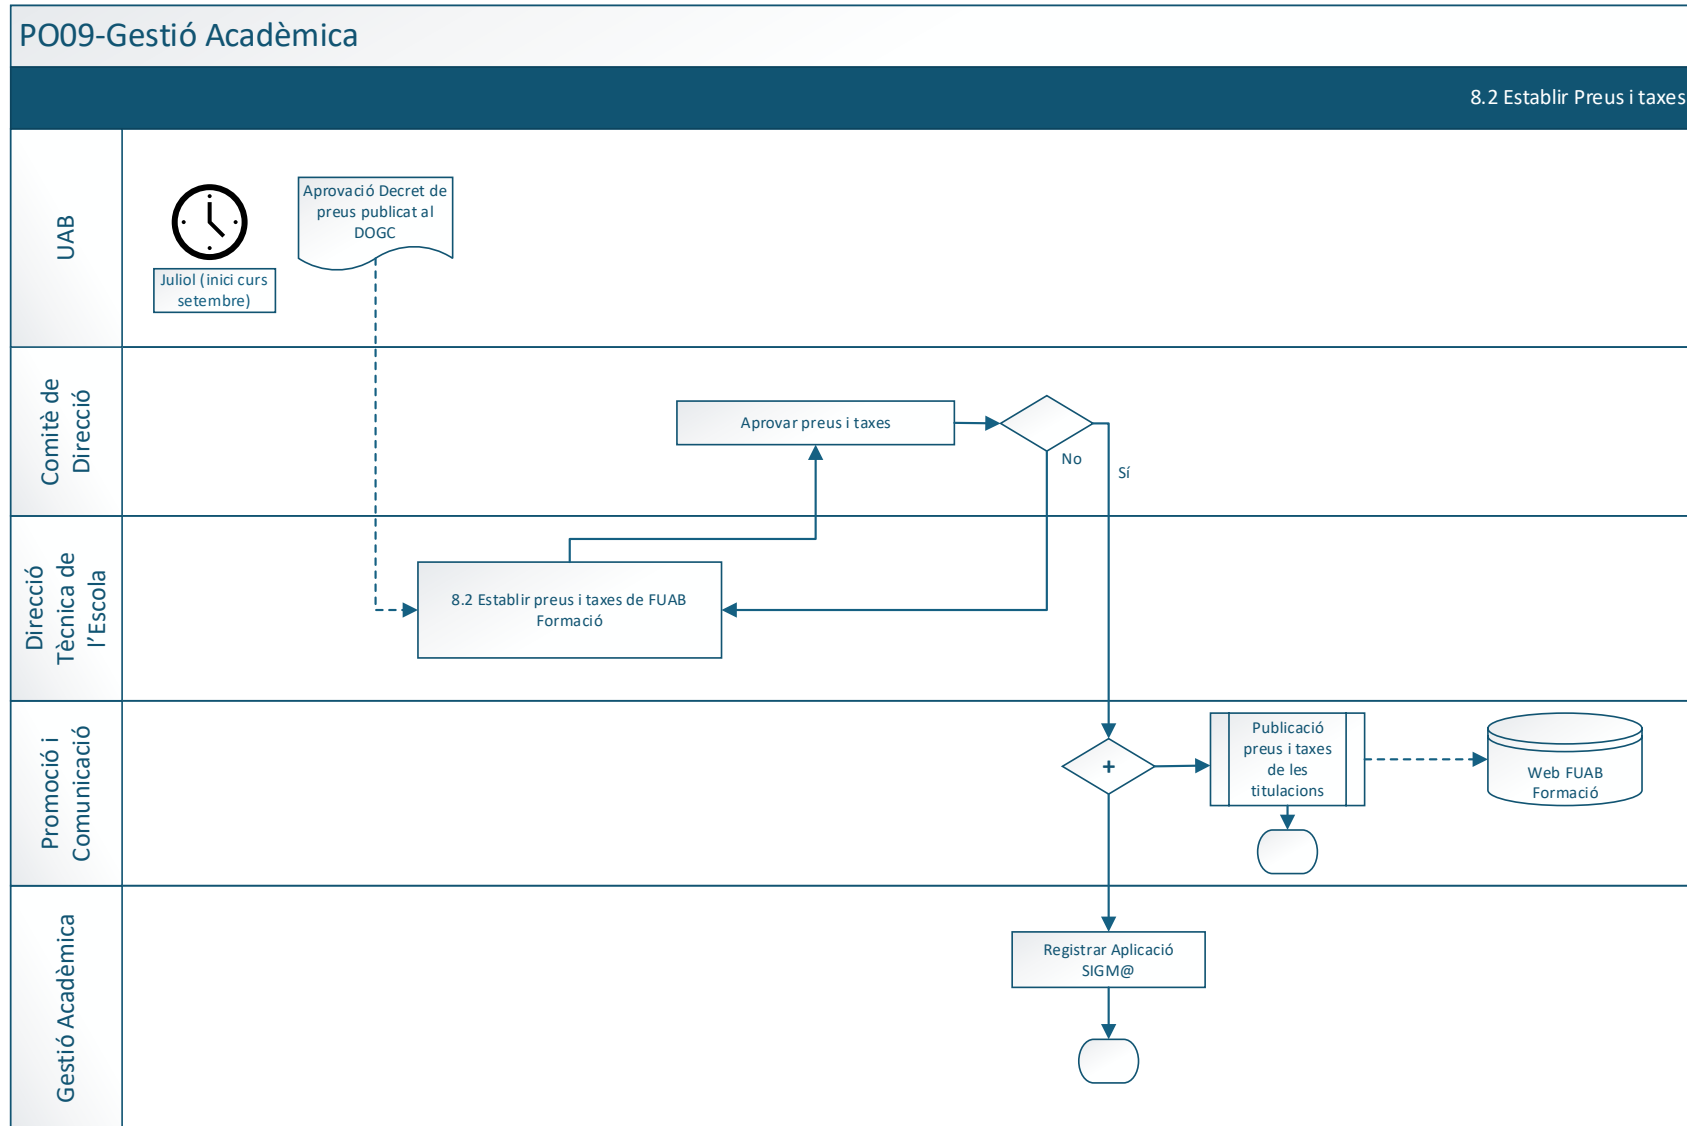 PO09-Gestió Acadèmica
8.2 Establir Preus i taxes
UAB
Juliol (inici curs
setembre)
Aprovació Decret de
preus publicat al
DOGC
Comitè de
Direcció
Aprovar preus i taxes
No
Sí
Direcció
Tècnica de
l'Escola
8.2 Establir preus i taxes de FUAB
Formació
Promoció i
Comunicació
+
Publicació
preus i taxes
de les
titulacions
Web FUAB
Formació
Gestió Acadèmica
Registrar Aplicació
SIGM@